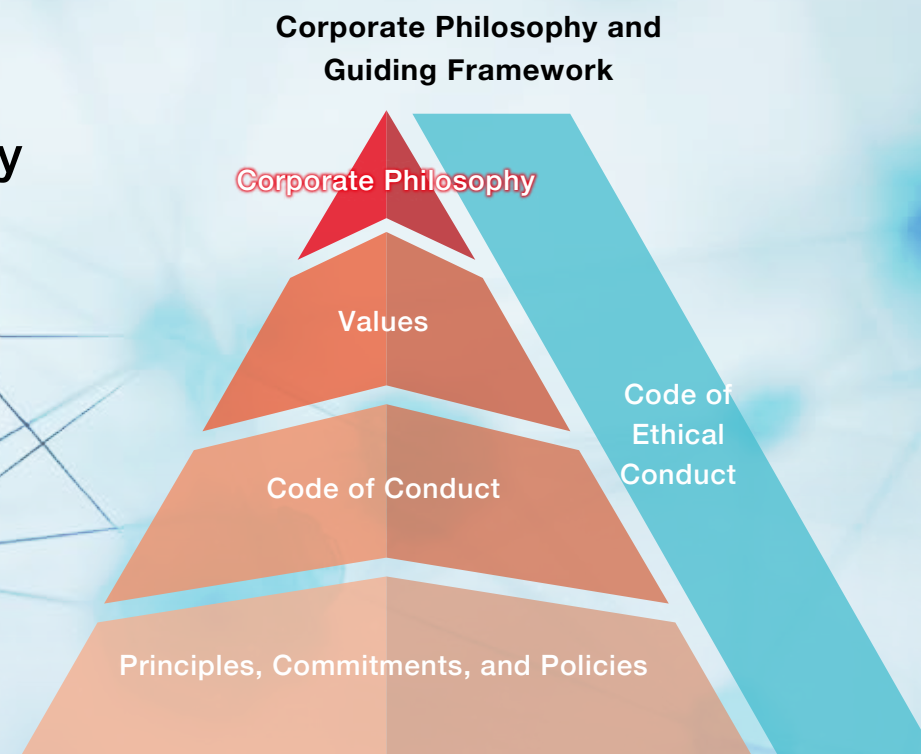 Corporate Philosophy and
Guiding Framework
y
Corporate Philosophy
Values
Code of
Ethical
Conduct
Code of Conduct
Principles, Commitments, and Policies